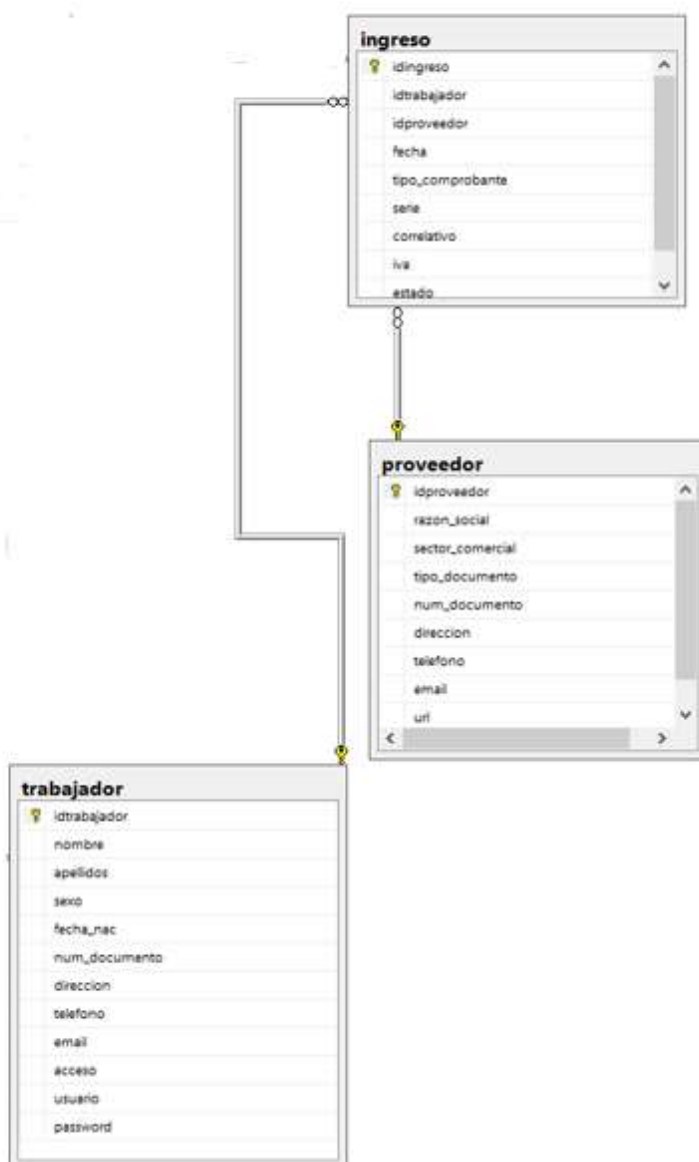 ingreso
idingreso
idtrabajador
idproveedor
fecha
tipo_comprobante
serie
correlativo
iva
estado
proveedor
idproveedor
razon_social
sector_comercial
tipo_documento
num_documento
direccion
telefono
email
url
trabajador
idtrabajador
nombre
apellidos
sexo
fecha_nac
num_documento
direccion
telefono
email
acceso
usuario
password